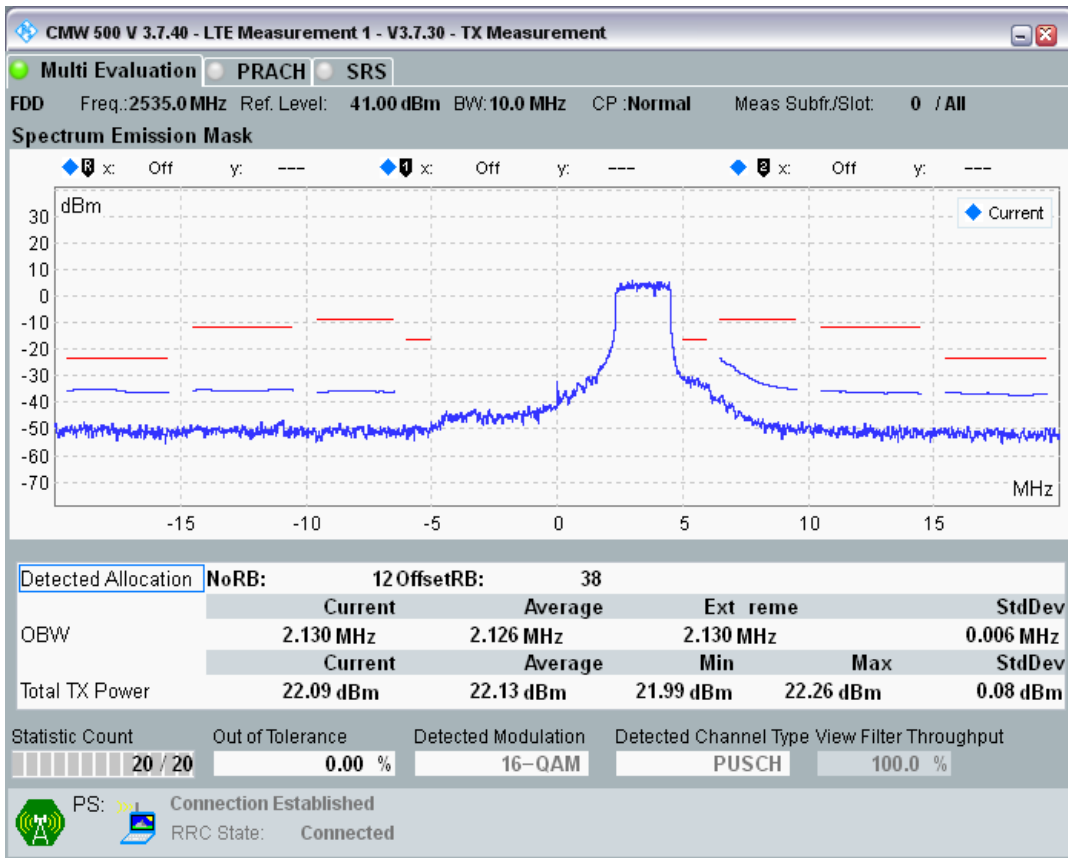 CMW 500 V 3.7.40 - LTE Measurement 1 - V3.7.30 - TX Measurement
Multi Evaluation PRACH SRS
FDD Freq.:2535.0 MHz Ref. Level: 41.00 dBm BW:10.0 MHz CP :Normal Meas Subfr./Slot: 0 / All
Spectrum Emission Mask
R x: Off y: --- 1 x: Off y: --- 2 x: Off y: ---
dBm
Current
30
20
10
0
-10
-20
-30
-40
-50
-60
-70
MHz
-15 -10 -5 0 5 10 15
Detected Allocation NoRB: 12 OffsetRB: 38
Current Average Ext reme StdDev
OBW 2.130 MHz 2.126 MHz 2.130 MHz 0.006 MHz
Current Average Min Max StdDev
Total TX Power 22.09 dBm 22.13 dBm 21.99 dBm 22.26 dBm 0.08 dBm
Statistic Count Out of Tolerance Detected Modulation Detected Channel Type View Filter Throughput
20 / 20 0.00 % 16-QAM PUSCH 100.0 %
PS: Connection Established
RRC State: Connected